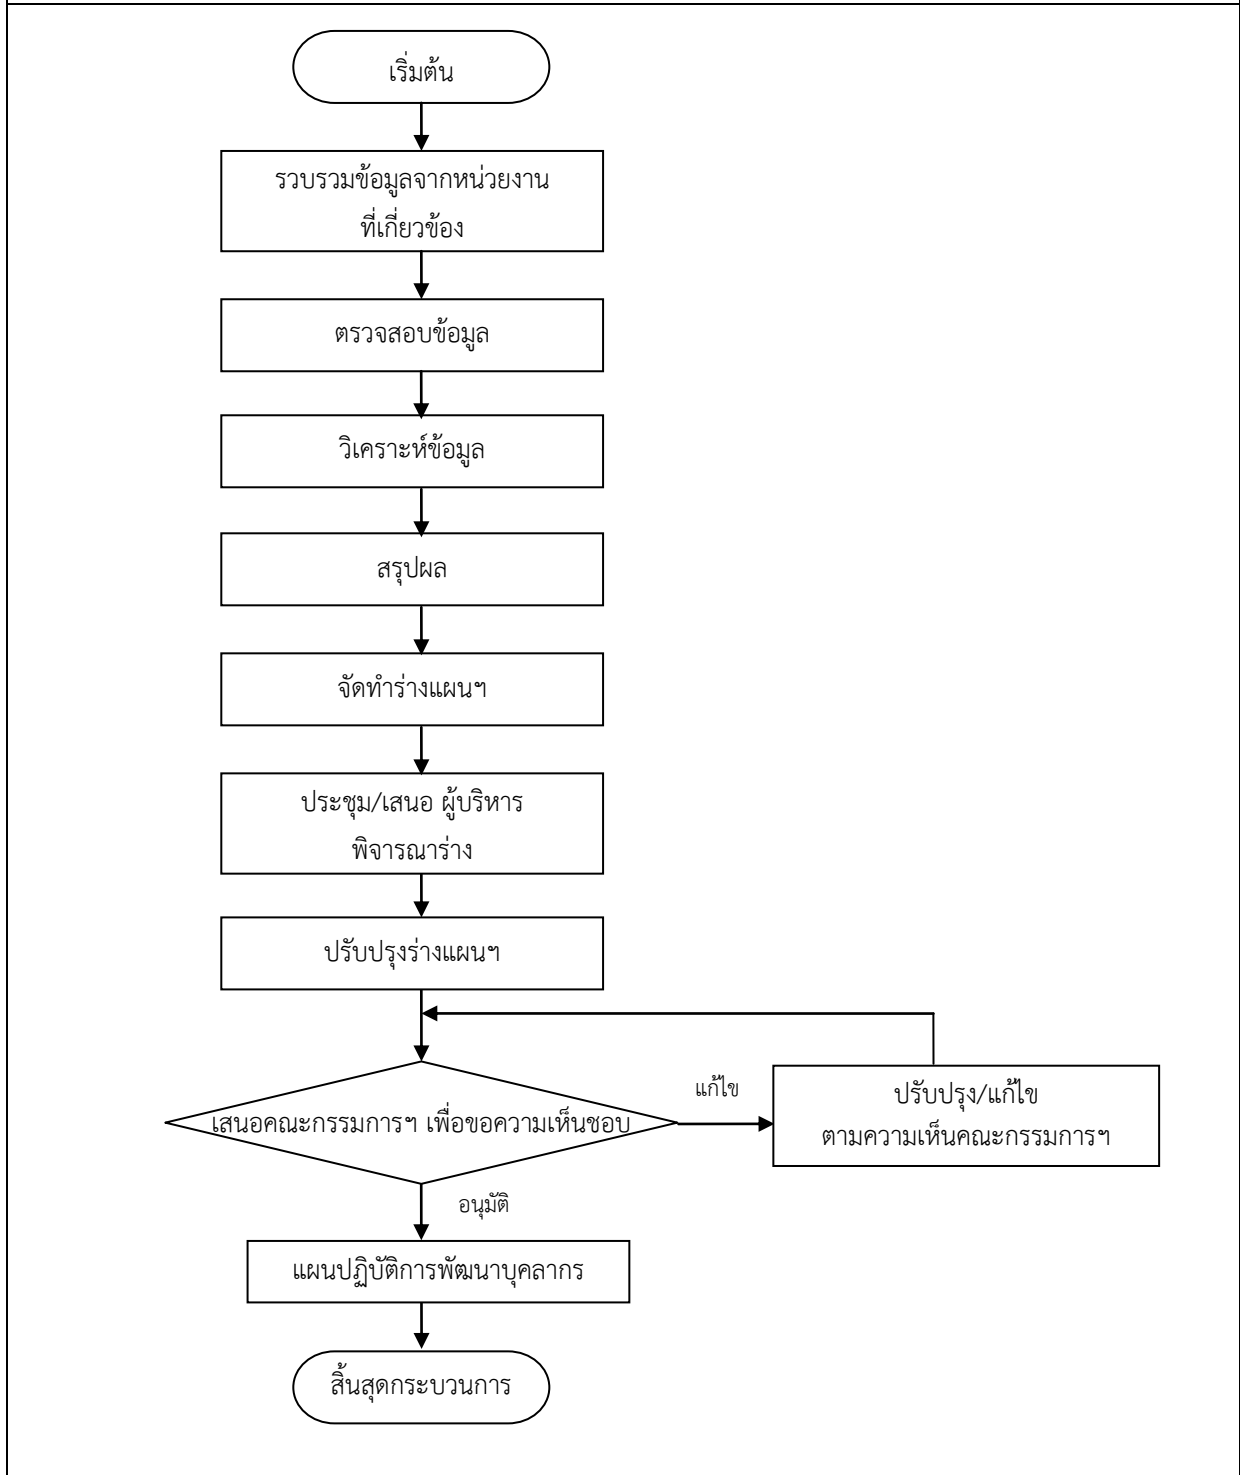 เริ่มต้น
รวบรวมข้อมูลจากหน่วยงาน
ที่เกี่ยวข้อง
ตรวจสอบข้อมูล
วิเคราะห์ข้อมูล
สรุปผล
จัดทำร่างแผนฯ
ประชุม/เสนอ ผู้บริหาร
พิจารณาร่าง
ปรับปรุงร่างแผนฯ
เสนอคณะกรรมการฯ เพื่อขอความเห็นชอบ
แก้ไข
ปรับปรุง/แก้ไข
ตามความเห็นคณะกรรมการฯ
อนุมัติ
แผนปฏิบัติการพัฒนาบุคลากร
สิ้นสุดกระบวนการ